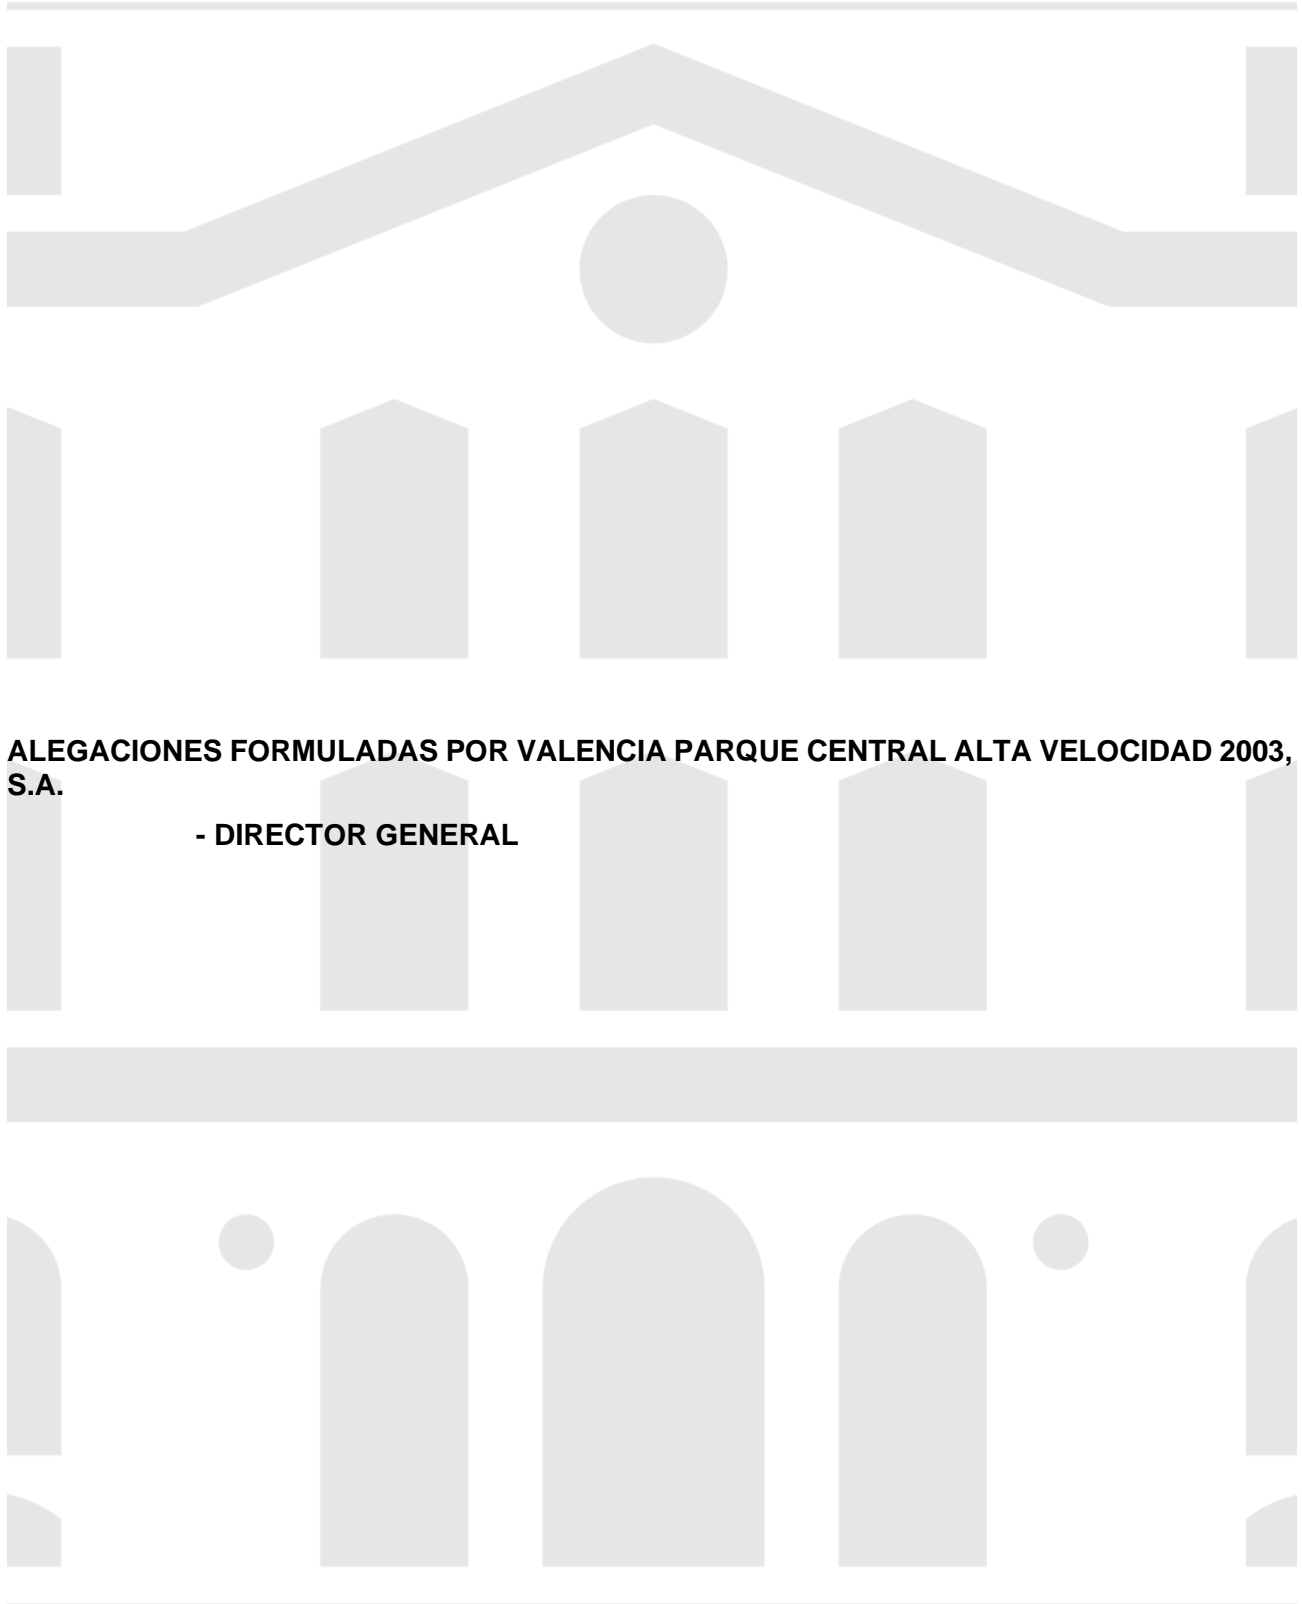 ALEGACIONES FORMULADAS POR VALENCIA PARQUE CENTRAL ALTA VELOCIDAD 2003,
S.A.
- DIRECTOR GENERAL